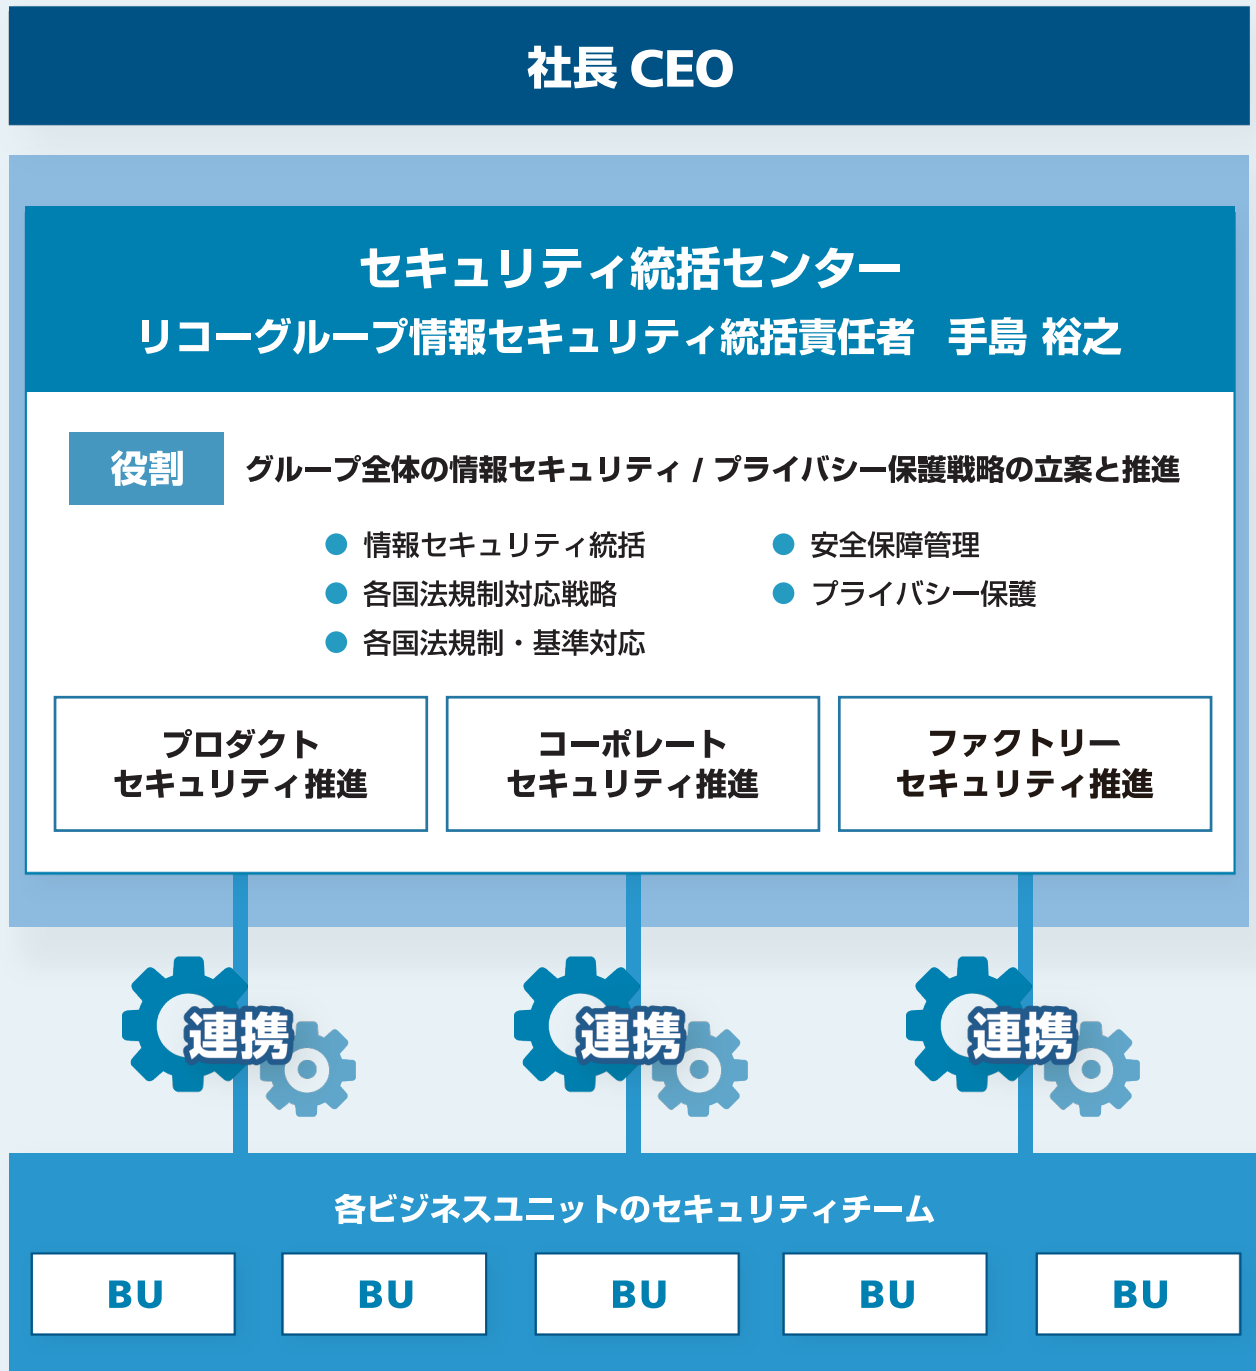 社長 CEO
セキュリティ統括センター
リコーグループ情報セキュリティ統括責任者 手島 裕之
役割 グループ全体の情報セキュリティ / プライバシー保護戦略の立案と推進
● 情報セキュリティ統括
● 各国法規制対応戦略
● 各国法規制・基準対応
● 安全保障管理
● プライバシー保護
プロダクト
セキュリティ推進
コーポレート
セキュリティ推進
ファクトリー
セキュリティ推進
連携
連携
連携
各ビジネスユニットのセキュリティチーム
BU
BU
BU
BU
BU